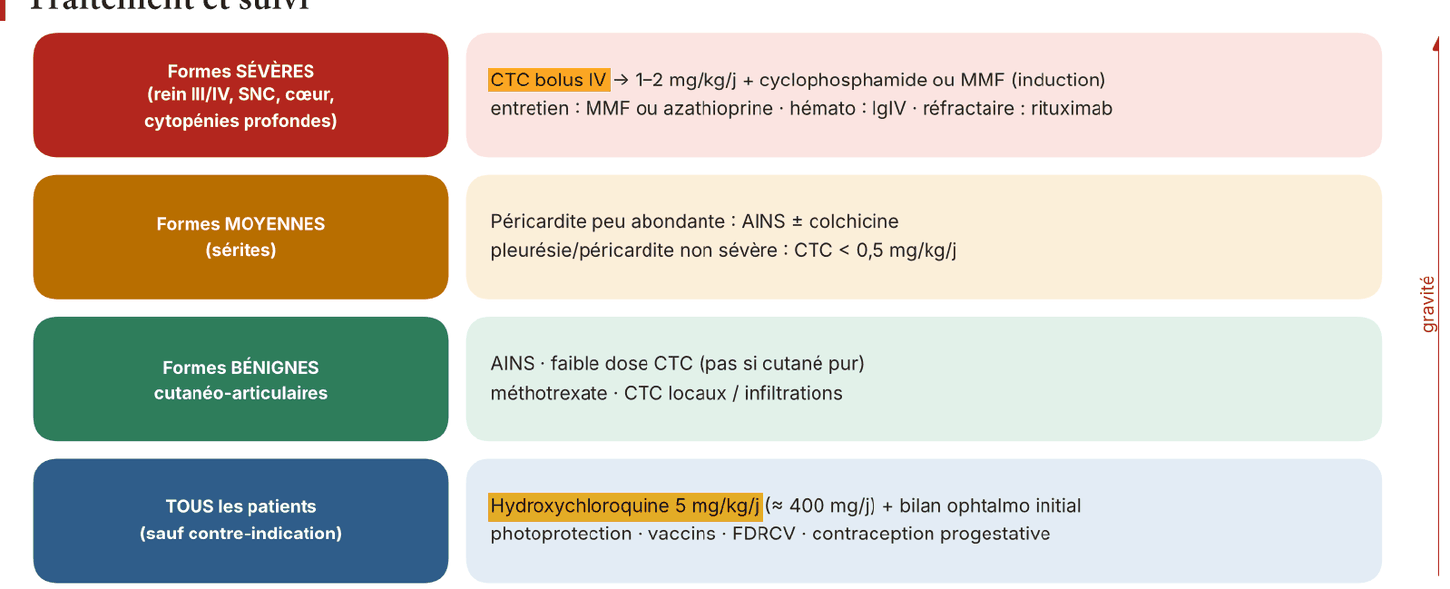 Traitement et suivi
Formes SÉVÈRES
(rein III/IV, SNC, cœur,
cytopénies profondes)
CTC bolus IV → 1–2 mg/kg/j + cyclophosphamide ou MMF (induction)
entretien : MMF ou azathioprine · hémato : IgIV · réfractaire : rituximab
Formes MOYENNES
(sérites)
Péricardite peu abondante : AINS ± colchicine
pleurésie/péricardite non sévère : CTC < 0,5 mg/kg/j
Formes BÉNIGNES
cutanéo-articulaires
AINS · faible dose CTC (pas si cutané pur)
méthotrexate · CTC locaux / infiltrations
TOUS les patients
(sauf contre-indication)
Hydroxychloroquine 5 mg/kg/j (≈ 400 mg/j) + bilan ophtalmo initial
photoprotection · vaccins · FDRCV · contraception progestative
gravité